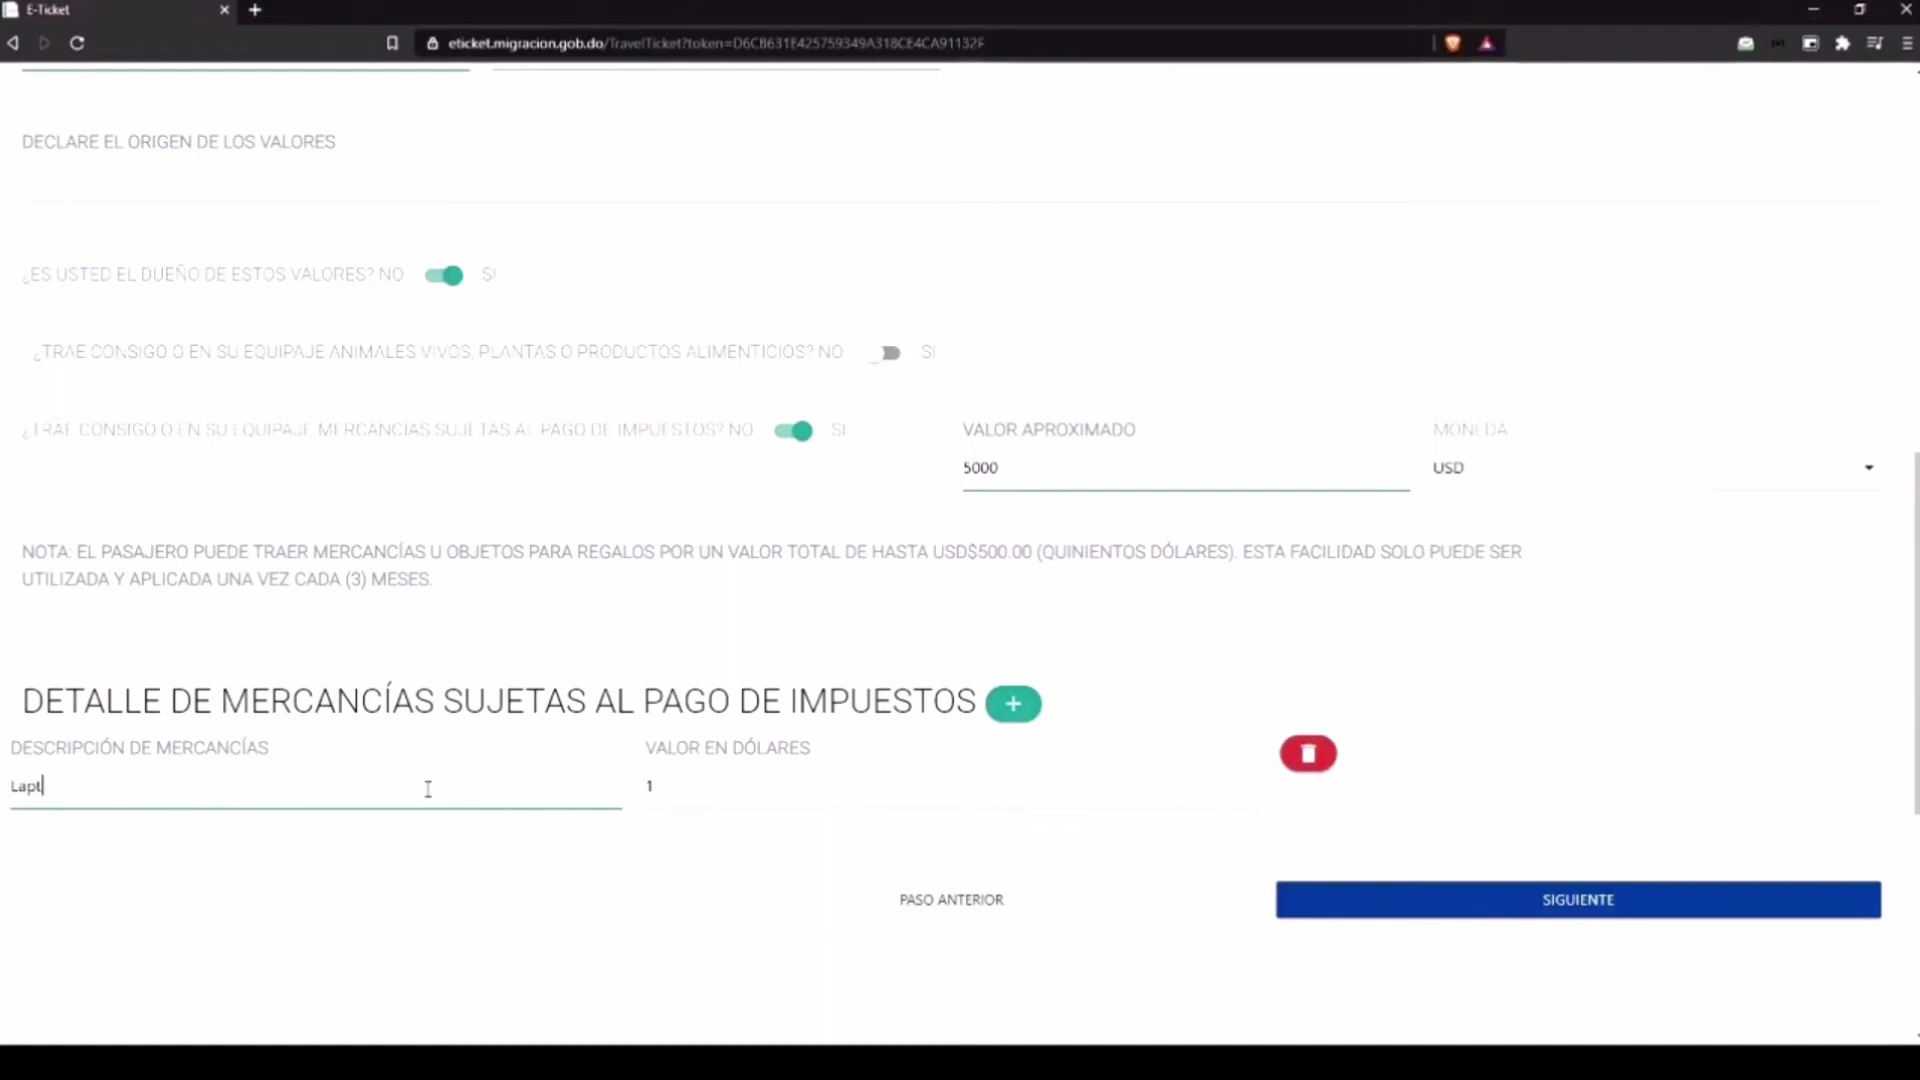 E-Ticket
eticket.migracion.gob.do/TravelTicket?token=D6CB631E425759349A318CE4CA91132F
DECLARE EL ORIGEN DE LOS VALORES
¿ES USTED EL DUEÑO DE ESTOS VALORES? NO SI
¿TRAE CONSIGO O EN SU EQUIPAJE ANIMALES VIVOS, PLANTAS O PRODUCTOS ALIMENTICIOS? NO SI
¿TRAE CONSIGO O EN SU EQUIPAJE MERCANCÍAS SUJETAS AL PAGO DE IMPUESTOS? NO SI
VALOR APROXIMADO
MONEDA
5000
USD
NOTA: EL PASAJERO PUEDE TRAER MERCANCÍAS U OBJETOS PARA REGALOS POR UN VALOR TOTAL DE HASTA USD$500.00 (QUINIENTOS DÓLARES). ESTA FACILIDAD SOLO PUEDE SER
UTILIZADA Y APLICADA UNA VEZ CADA (3) MESES.
DETALLE DE MERCANCÍAS SUJETAS AL PAGO DE IMPUESTOS +
DESCRIPCIÓN DE MERCANCÍAS
VALOR EN DÓLARES
Lapt
1
PASO ANTERIOR
SIGUIENTE